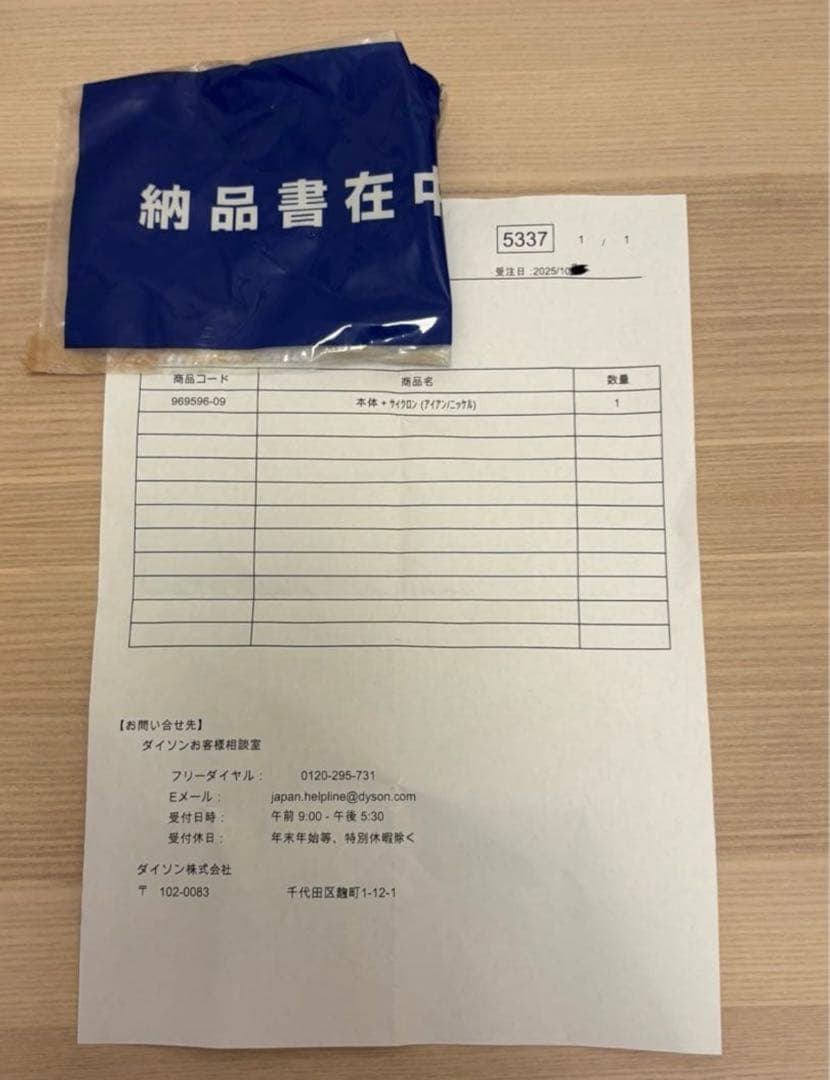 納品書在中
5337 1 / 1
受注日 :2025/10
商品コード 商品名 数量
969596-09 本体 + ｻｲｸﾛﾝ (ｱｲｱﾝ/ﾆｯｹﾙ) 1
【お問い合せ先】
ダイソンお客様相談室
フリーダイヤル : 0120-295-731
Eメール : japan.helpline@dyson.com
受付日時 : 午前 9:00 - 午後 5:30
受付休日 : 年末年始等、特別休暇除く
ダイソン株式会社
〒 102-0083 千代田区麹町1-12-1